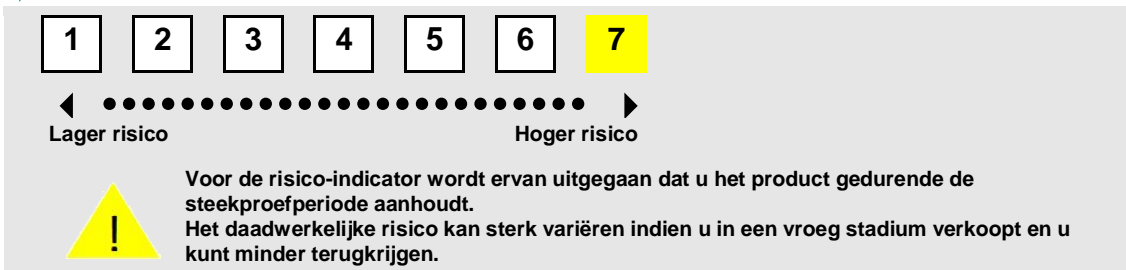 1 2 3 4 5 6 7
Lager risico Hoger risico
! Voor de risico-indicator wordt ervan uitgegaan dat u het product gedurende de
steekproefperiode aanhoudt.
Het daadwerkelijke risico kan sterk variëren indien u in een vroeg stadium verkoopt en u
kunt minder terugkrijgen.